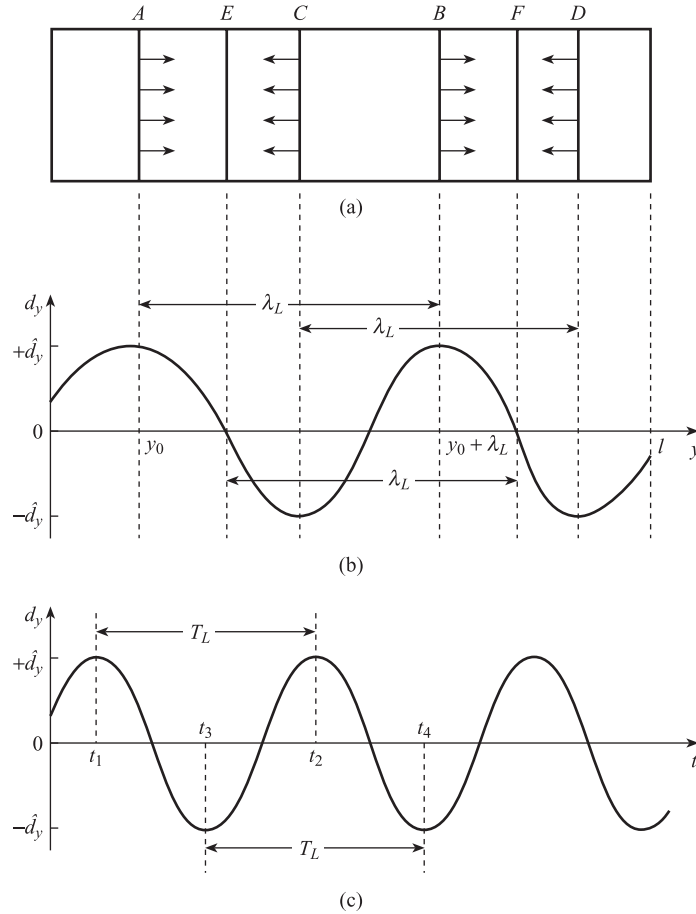 A E C B F D
(a)
d_y
λ_L
λ_L
+d̂_y
0
y_0 y_0 + λ_L l y
λ_L
−d̂_y
(b)
d_y
T_L
+d̂_y
t_3 t_4
0
t_1 t_2 t
−d̂_y
T_L
(c)